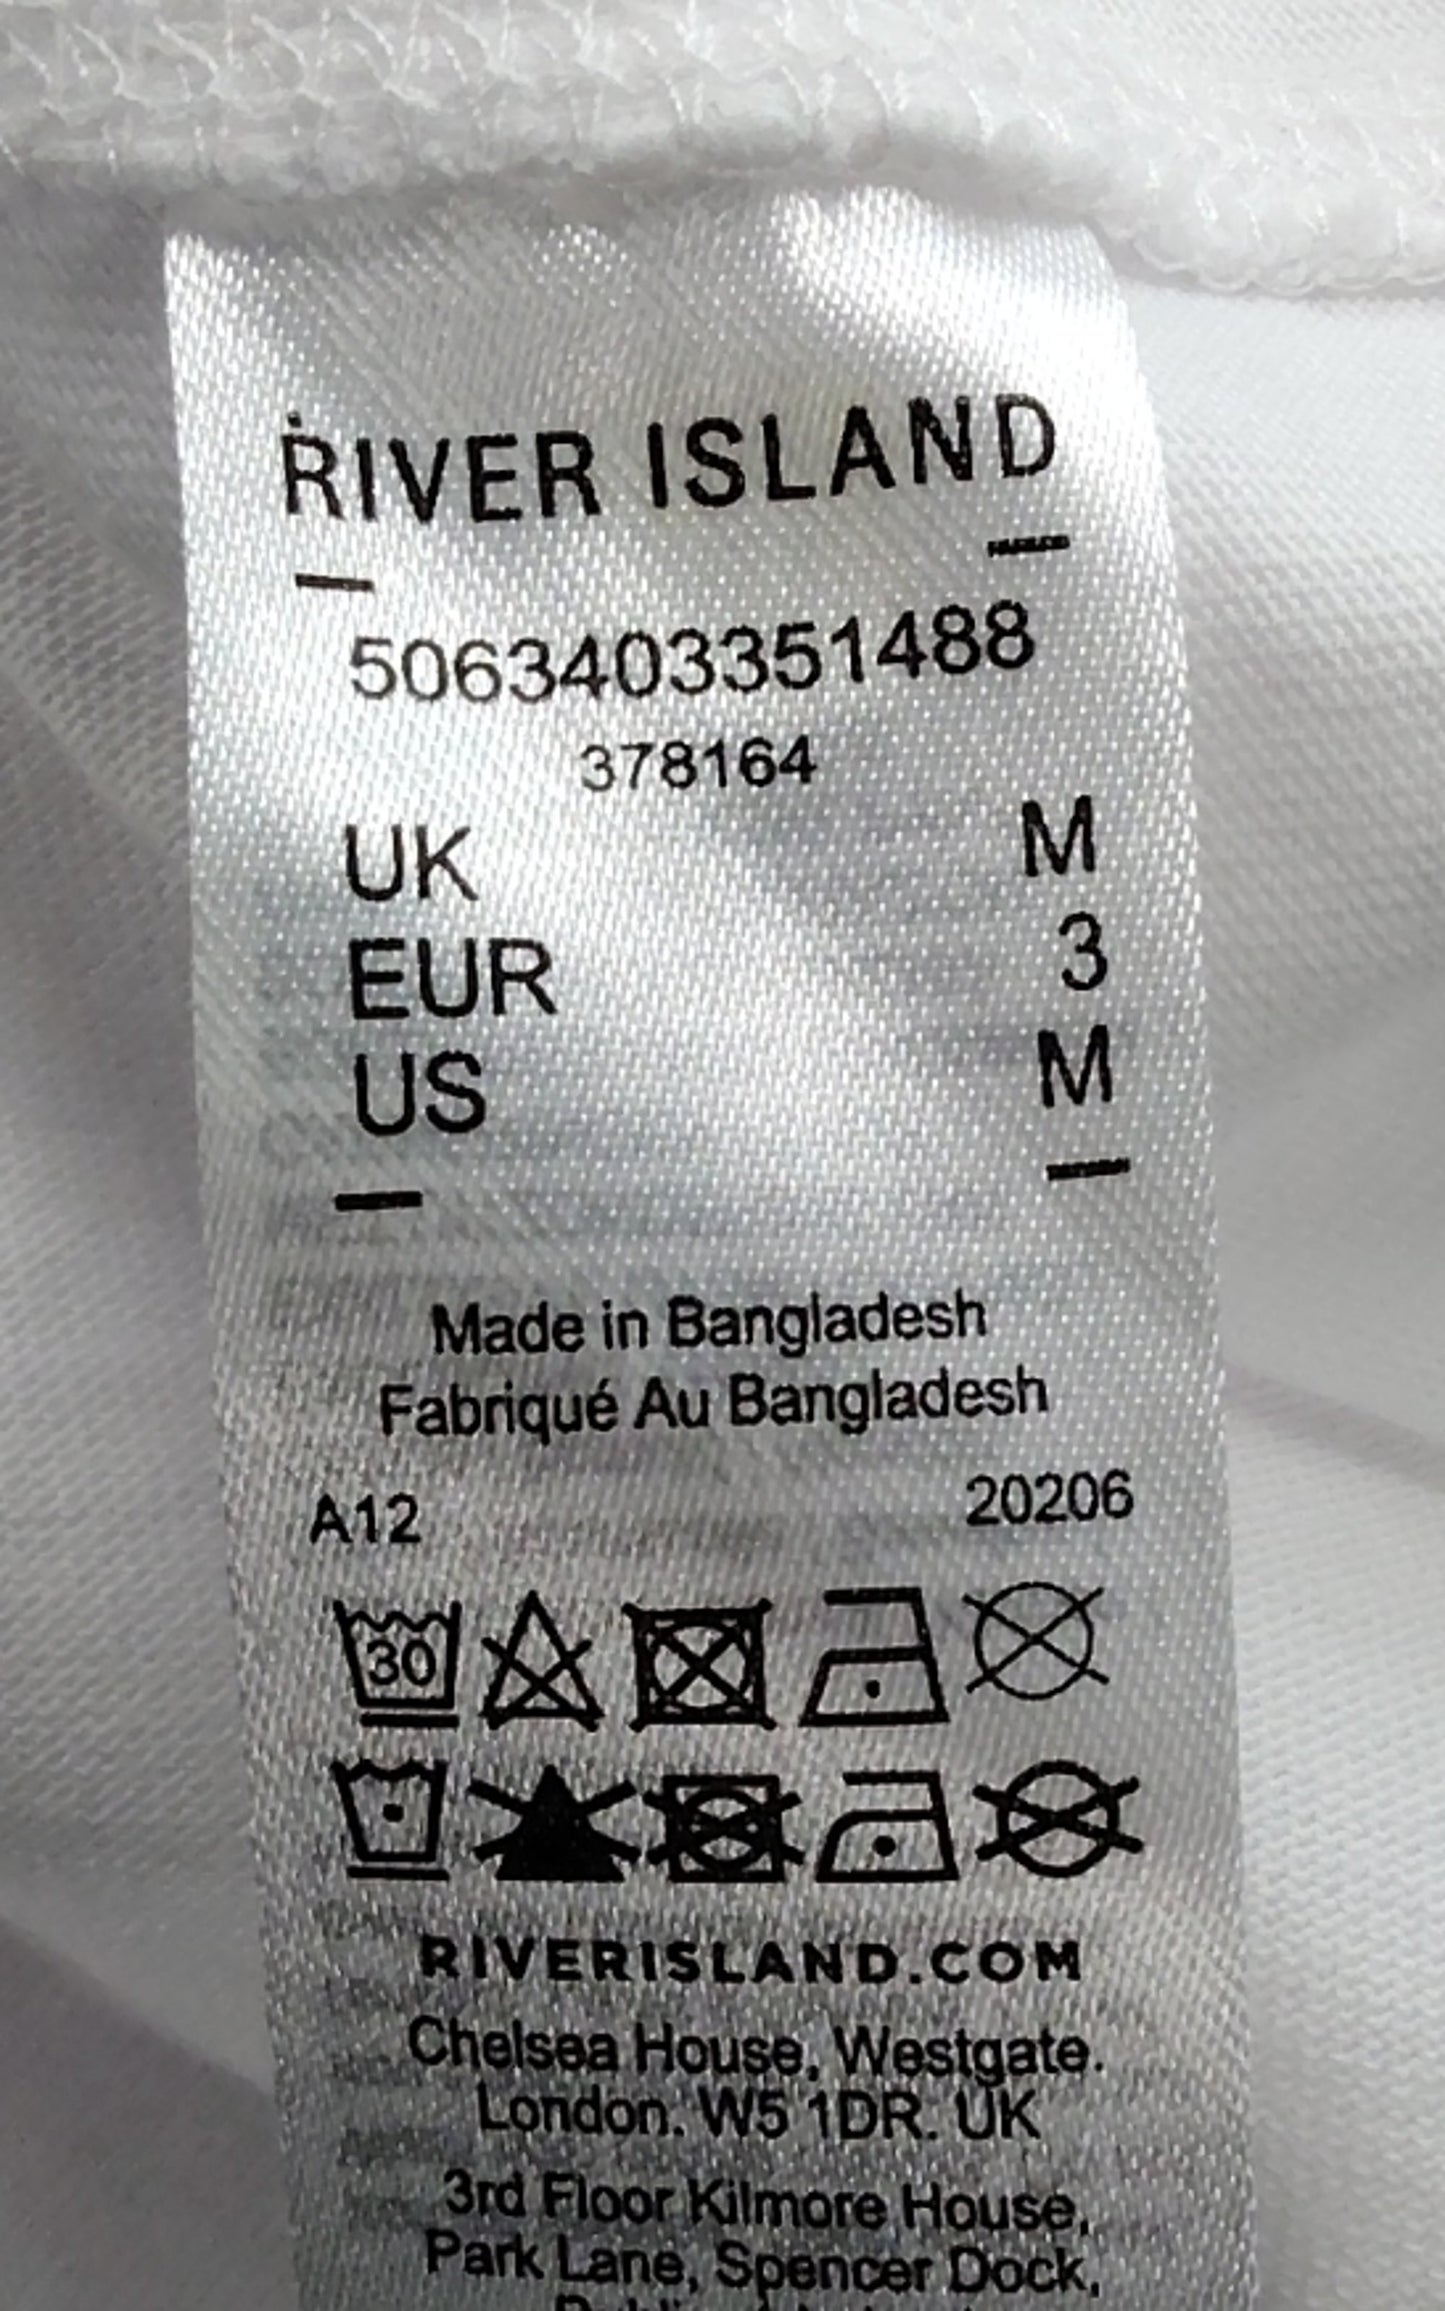 RIVER ISLAND
5063403351488
378164
UK M
EUR 3
US M
Made in Bangladesh
Fabriqué Au Bangladesh
A12 20206
30
RIVERISLAND.COM
Chelsea House, Westgate.
London. W5 1DR. UK
3rd Floor Kilmore House,
Park Lane, Spencer Dock,